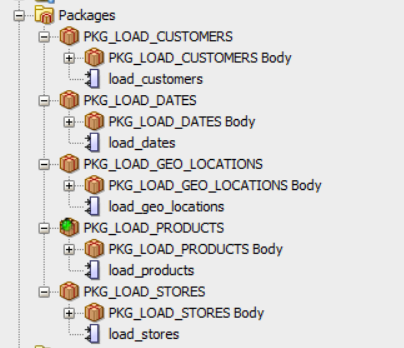 Packages
PKG_LOAD_CUSTOMERS
PKG_LOAD_CUSTOMERS Body
load_customers
PKG_LOAD_DATES
PKG_LOAD_DATES Body
load_dates
PKG_LOAD_GEO_LOCATIONS
PKG_LOAD_GEO_LOCATIONS Body
load_geo_locations
PKG_LOAD_PRODUCTS
PKG_LOAD_PRODUCTS Body
load_products
PKG_LOAD_STORES
PKG_LOAD_STORES Body
load_stores